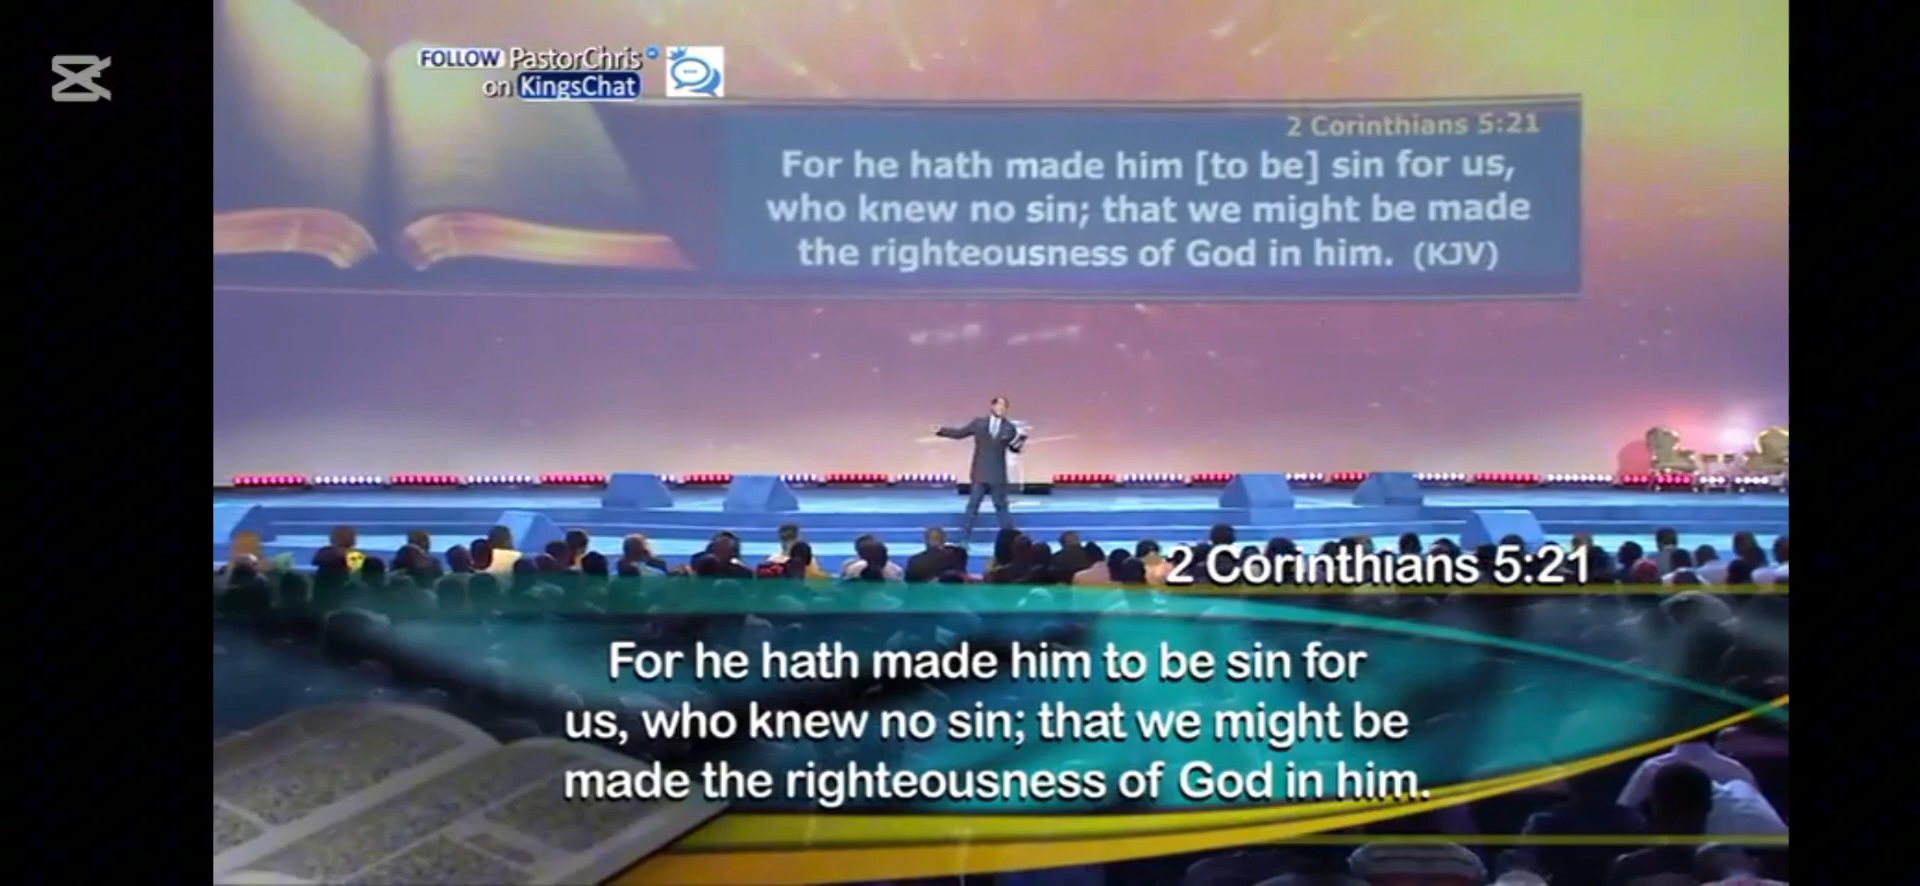 FOLLOW PastorChris
on KingsChat
2 Corinthians 5:21
For he hath made him [to be] sin for us,
who knew no sin; that we might be made
the righteousness of God in him. (KJV)
2 Corinthians 5:21
For he hath made him to be sin for
us, who knew no sin; that we might be
made the righteousness of God in him.